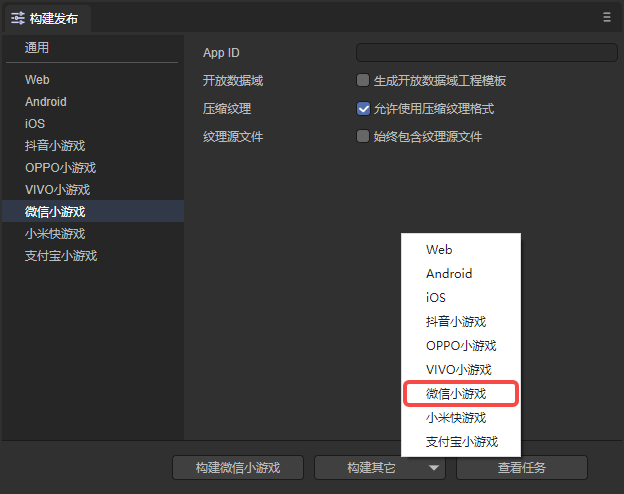 构建发布
通用
Web
Android
iOS
抖音小游戏
OPPO小游戏
VIVO小游戏
微信小游戏
小米快游戏
支付宝小游戏
App ID
开放数据域
生成开放数据域工程模板
压缩纹理
允许使用压缩纹理格式
纹理源文件
始终包含纹理源文件
Web
Android
iOS
抖音小游戏
OPPO小游戏
VIVO小游戏
微信小游戏
小米快游戏
支付宝小游戏
构建微信小游戏
构建其它
查看任务